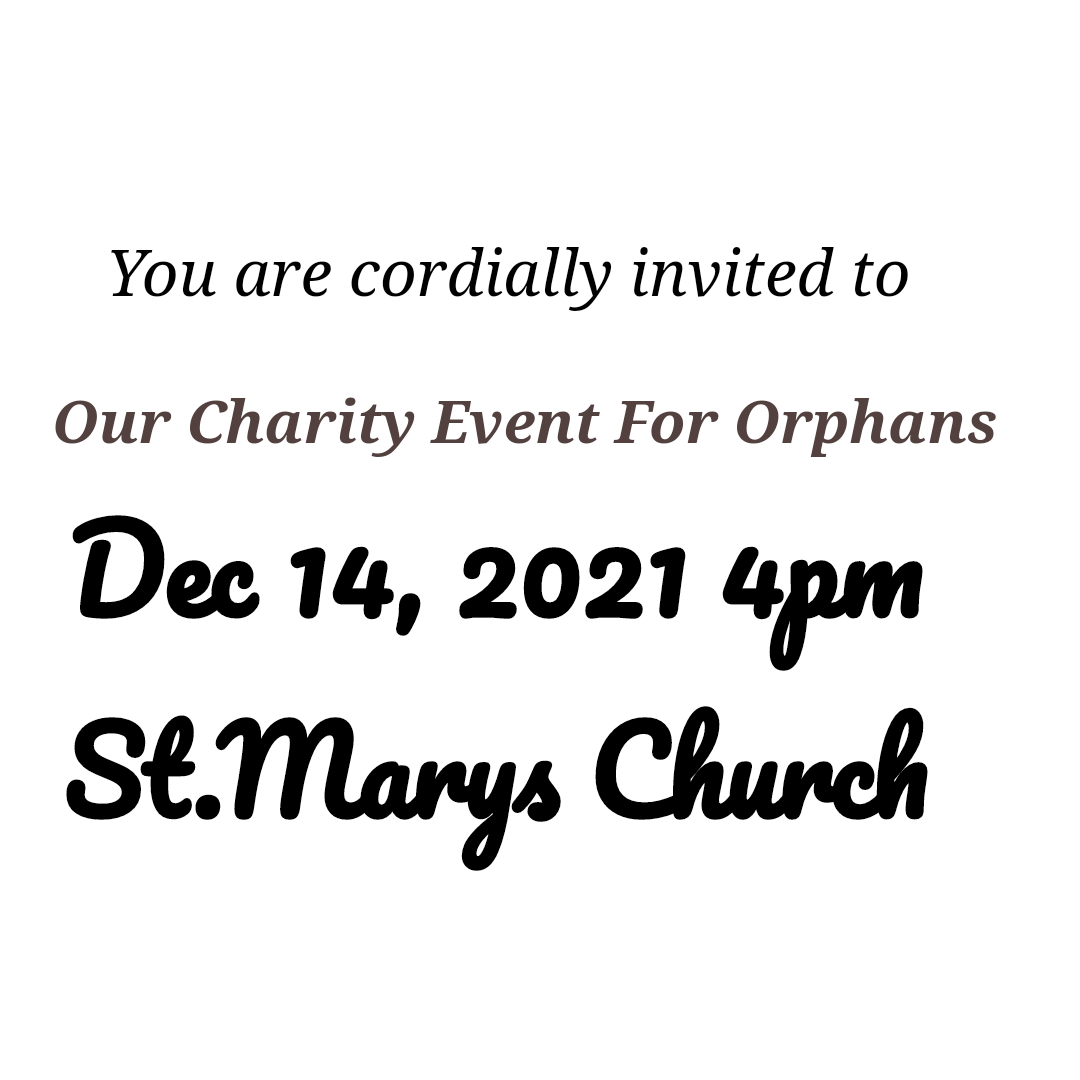 You are cordially invited to
Our Charity Event For Orphans
Dec 14, 2021 4pm
St.Marys Church